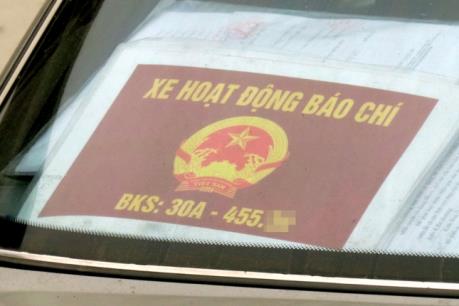 XE HOẠT ĐỘNG BÁO CHÍ
VIỆT NAM
BKS: 30A - 455.